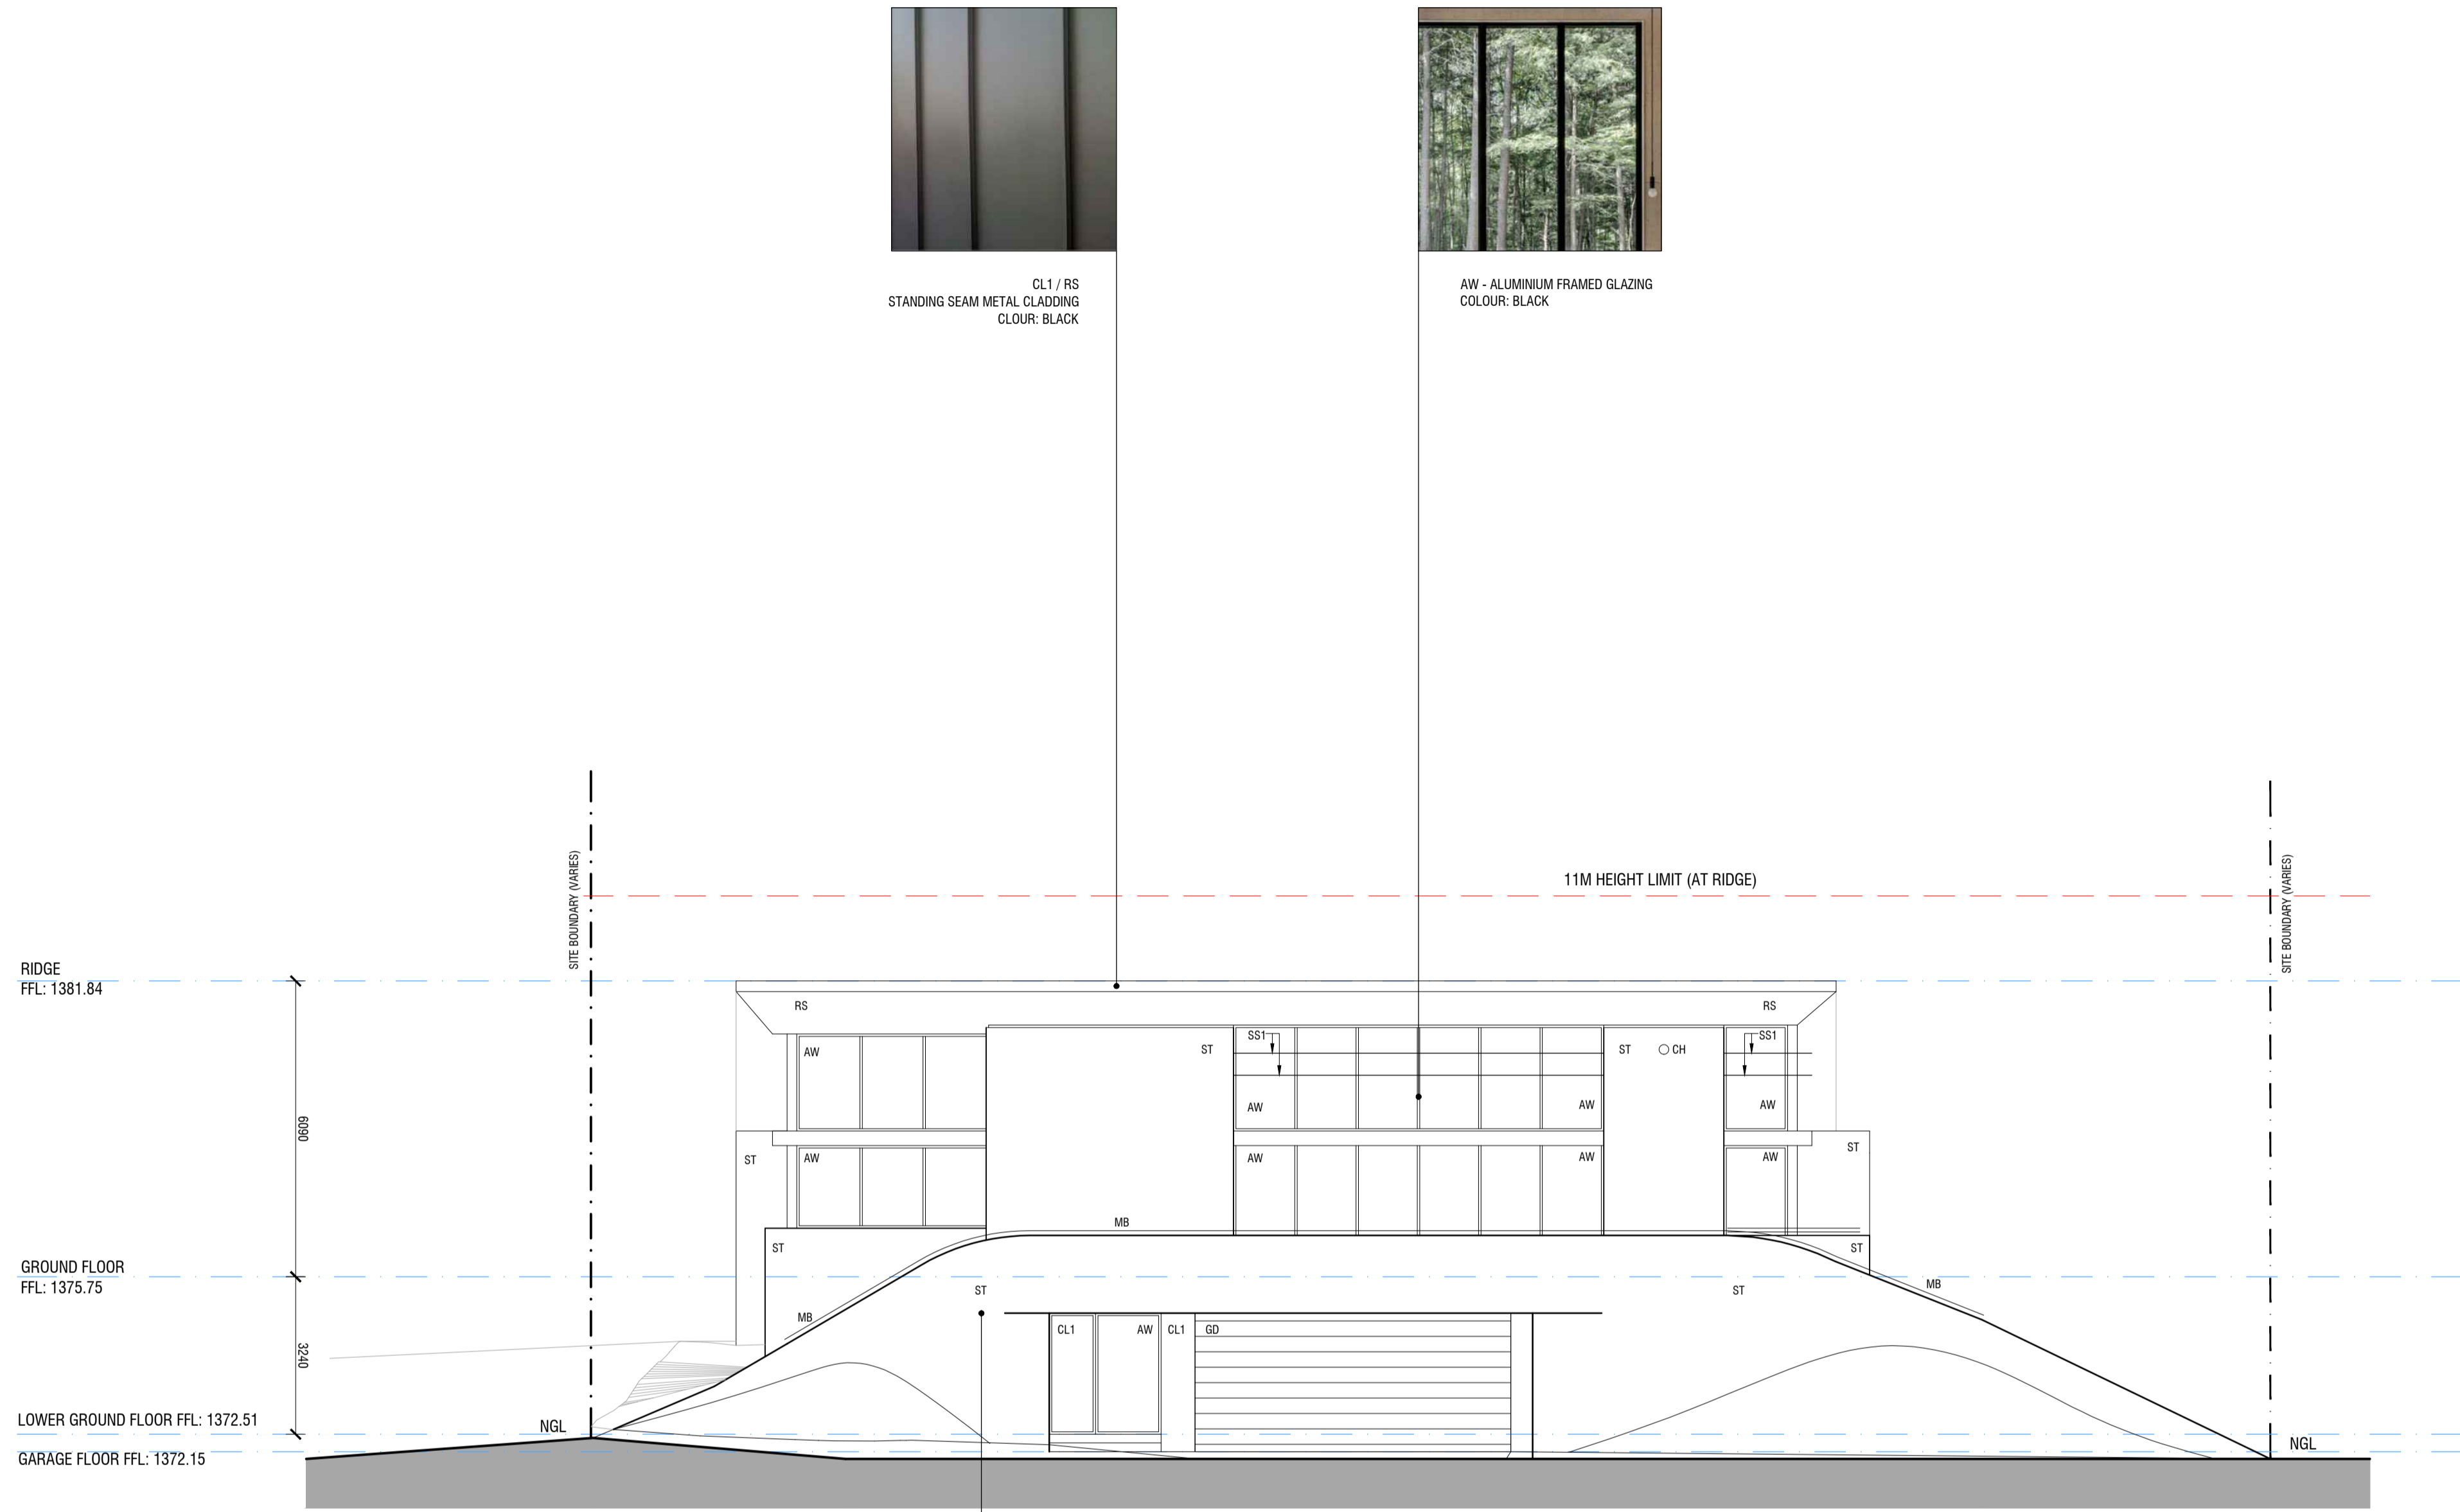 CL1 / RS
STANDING SEAM METAL CLADDING
CLOUR: BLACK
AW - ALUMINIUM FRAMED GLAZING
COLOUR: BLACK
SITE BOUNDARY (VARIES)
11M HEIGHT LIMIT (AT RIDGE)
SITE BOUNDARY (VARIES)
RIDGE
FFL: 1381.84
RS
RS
SS1
SS1
AW
ST
ST
CH
AW
AW
AW
6090
ST
AW
AW
AW
AW
ST
MB
ST
ST
GROUND FLOOR
FFL: 1375.75
ST
ST
MB
MB
CL1
AW
CL1
GD
3240
LOWER GROUND FLOOR FFL: 1372.51
NGL
NGL
GARAGE FLOOR FFL: 1372.15